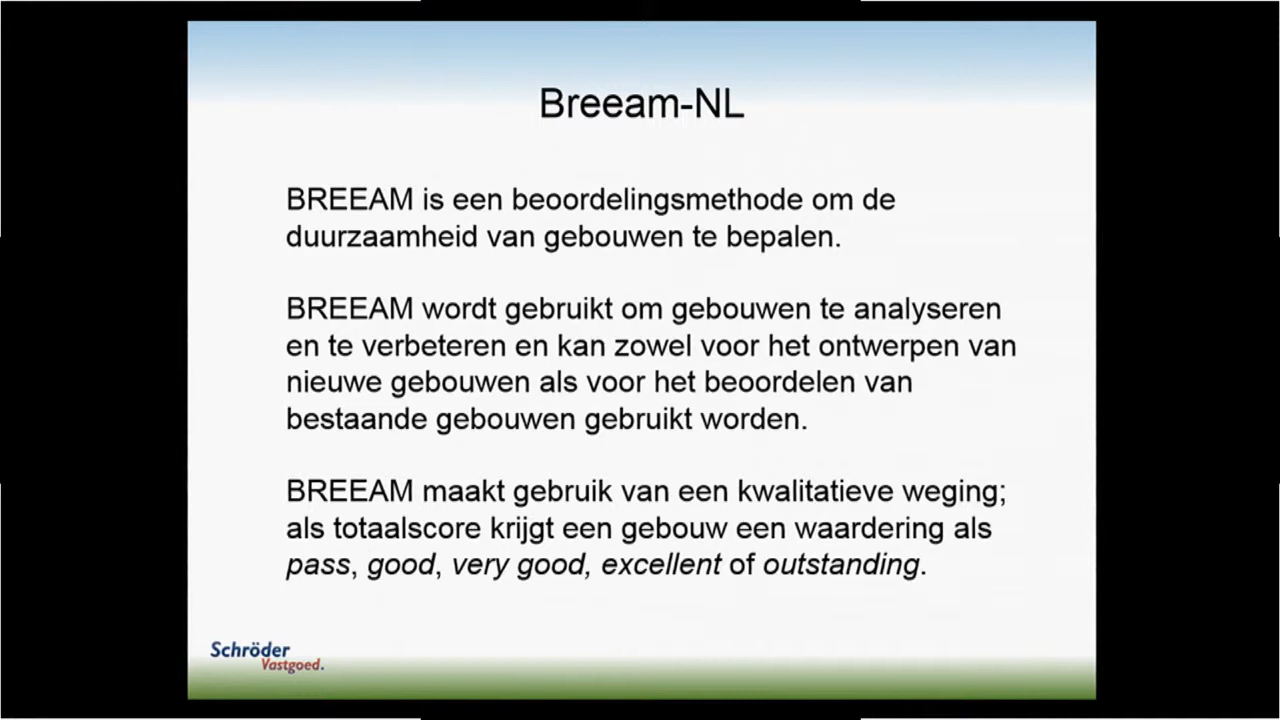 Breeam-NL
BREEAM is een beoordelingsmethode om de
duurzaamheid van gebouwen te bepalen.
BREEAM wordt gebruikt om gebouwen te analyseren
en te verbeteren en kan zowel voor het ontwerpen van
nieuwe gebouwen als voor het beoordelen van
bestaande gebouwen gebruikt worden.
BREEAM maakt gebruik van een kwalitatieve weging;
als totaalscore krijgt een gebouw een waardering als
pass, good, very good, excellent of outstanding.
Schröder
Vastgoed.